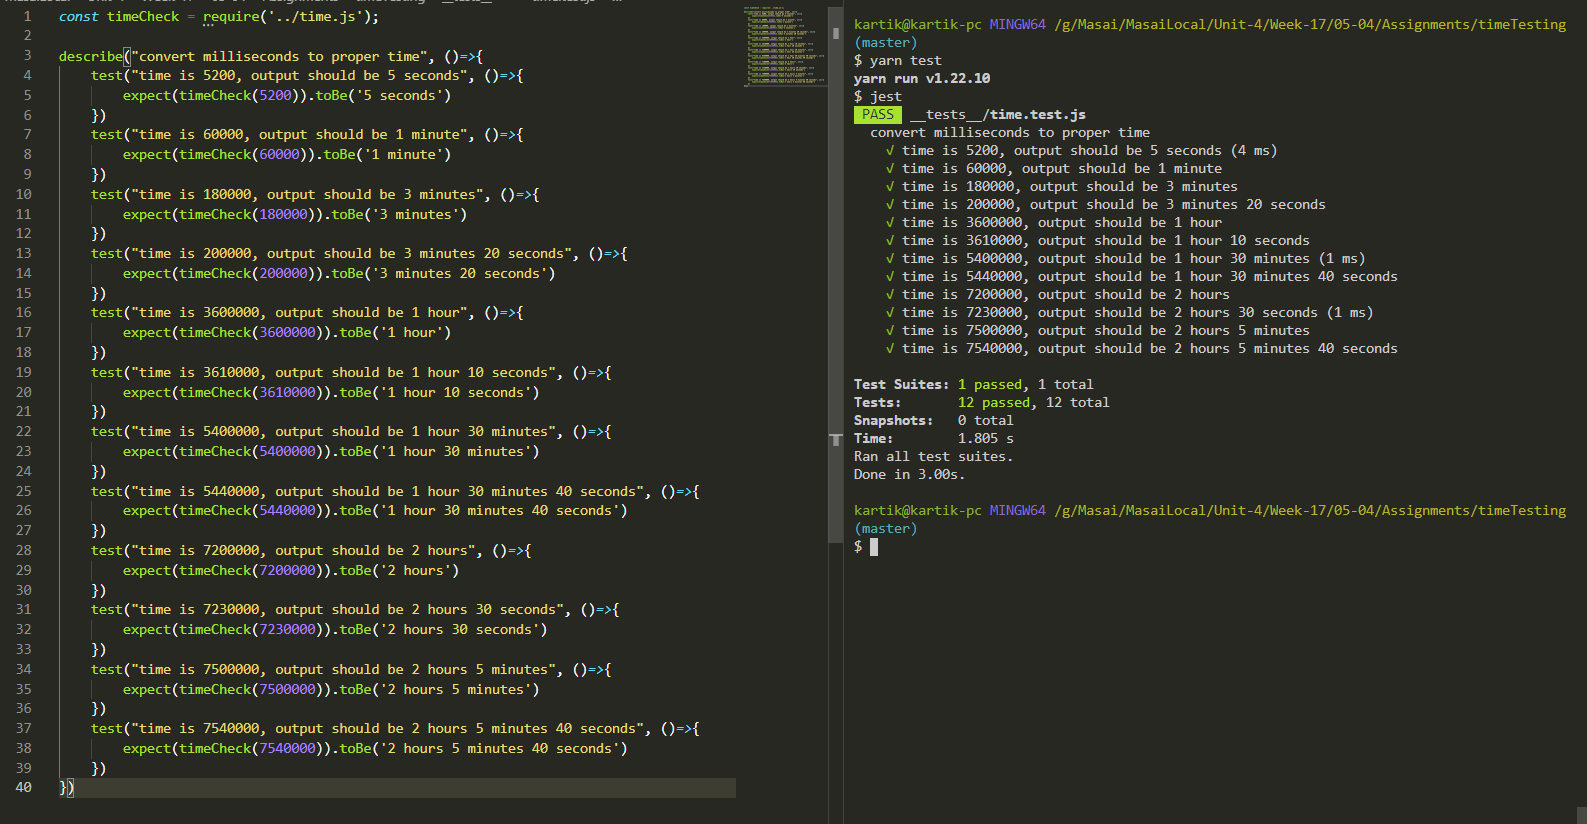 1 const timeCheck = require('../time.js');
2
3 describe("convert milliseconds to proper time", ()=>{
4 test("time is 5200, output should be 5 seconds", ()=>{
5 expect(timeCheck(5200)).toBe('5 seconds')
6 })
7 test("time is 60000, output should be 1 minute", ()=>{
8 expect(timeCheck(60000)).toBe('1 minute')
9 })
10 test("time is 180000, output should be 3 minutes", ()=>{
11 expect(timeCheck(180000)).toBe('3 minutes')
12 })
13 test("time is 200000, output should be 3 minutes 20 seconds", ()=>{
14 expect(timeCheck(200000)).toBe('3 minutes 20 seconds')
15 })
16 test("time is 3600000, output should be 1 hour", ()=>{
17 expect(timeCheck(3600000)).toBe('1 hour')
18 })
19 test("time is 3610000, output should be 1 hour 10 seconds", ()=>{
20 expect(timeCheck(3610000)).toBe('1 hour 10 seconds')
21 })
22 test("time is 5400000, output should be 1 hour 30 minutes", ()=>{
23 expect(timeCheck(5400000)).toBe('1 hour 30 minutes')
24 })
25 test("time is 5440000, output should be 1 hour 30 minutes 40 seconds", ()=>{
26 expect(timeCheck(5440000)).toBe('1 hour 30 minutes 40 seconds')
27 })
28 test("time is 7200000, output should be 2 hours", ()=>{
29 expect(timeCheck(7200000)).toBe('2 hours')
30 })
31 test("time is 7230000, output should be 2 hours 30 seconds", ()=>{
32 expect(timeCheck(7230000)).toBe('2 hours 30 seconds')
33 })
34 test("time is 7500000, output should be 2 hours 5 minutes", ()=>{
35 expect(timeCheck(7500000)).toBe('2 hours 5 minutes')
36 })
37 test("time is 7540000, output should be 2 hours 5 minutes 40 seconds", ()=>{
38 expect(timeCheck(7540000)).toBe('2 hours 5 minutes 40 seconds')
39 })
40 })
kartik@kartik-pc MINGW64 /g/Masai/MasaiLocal/Unit-4/Week-17/05-04/Assignments/timeTesting
(master)
$ yarn test
yarn run v1.22.10
$ jest
PASS __tests__/time.test.js
convert milliseconds to proper time
√ time is 5200, output should be 5 seconds (4 ms)
√ time is 60000, output should be 1 minute
√ time is 180000, output should be 3 minutes
√ time is 200000, output should be 3 minutes 20 seconds
√ time is 3600000, output should be 1 hour
√ time is 3610000, output should be 1 hour 10 seconds
√ time is 5400000, output should be 1 hour 30 minutes (1 ms)
√ time is 5440000, output should be 1 hour 30 minutes 40 seconds
√ time is 7200000, output should be 2 hours
√ time is 7230000, output should be 2 hours 30 seconds (1 ms)
√ time is 7500000, output should be 2 hours 5 minutes
√ time is 7540000, output should be 2 hours 5 minutes 40 seconds
Test Suites: 1 passed, 1 total
Tests: 12 passed, 12 total
Snapshots: 0 total
Time: 1.805 s
Ran all test suites.
Done in 3.00s.
kartik@kartik-pc MINGW64 /g/Masai/MasaiLocal/Unit-4/Week-17/05-04/Assignments/timeTesting
(master)
$